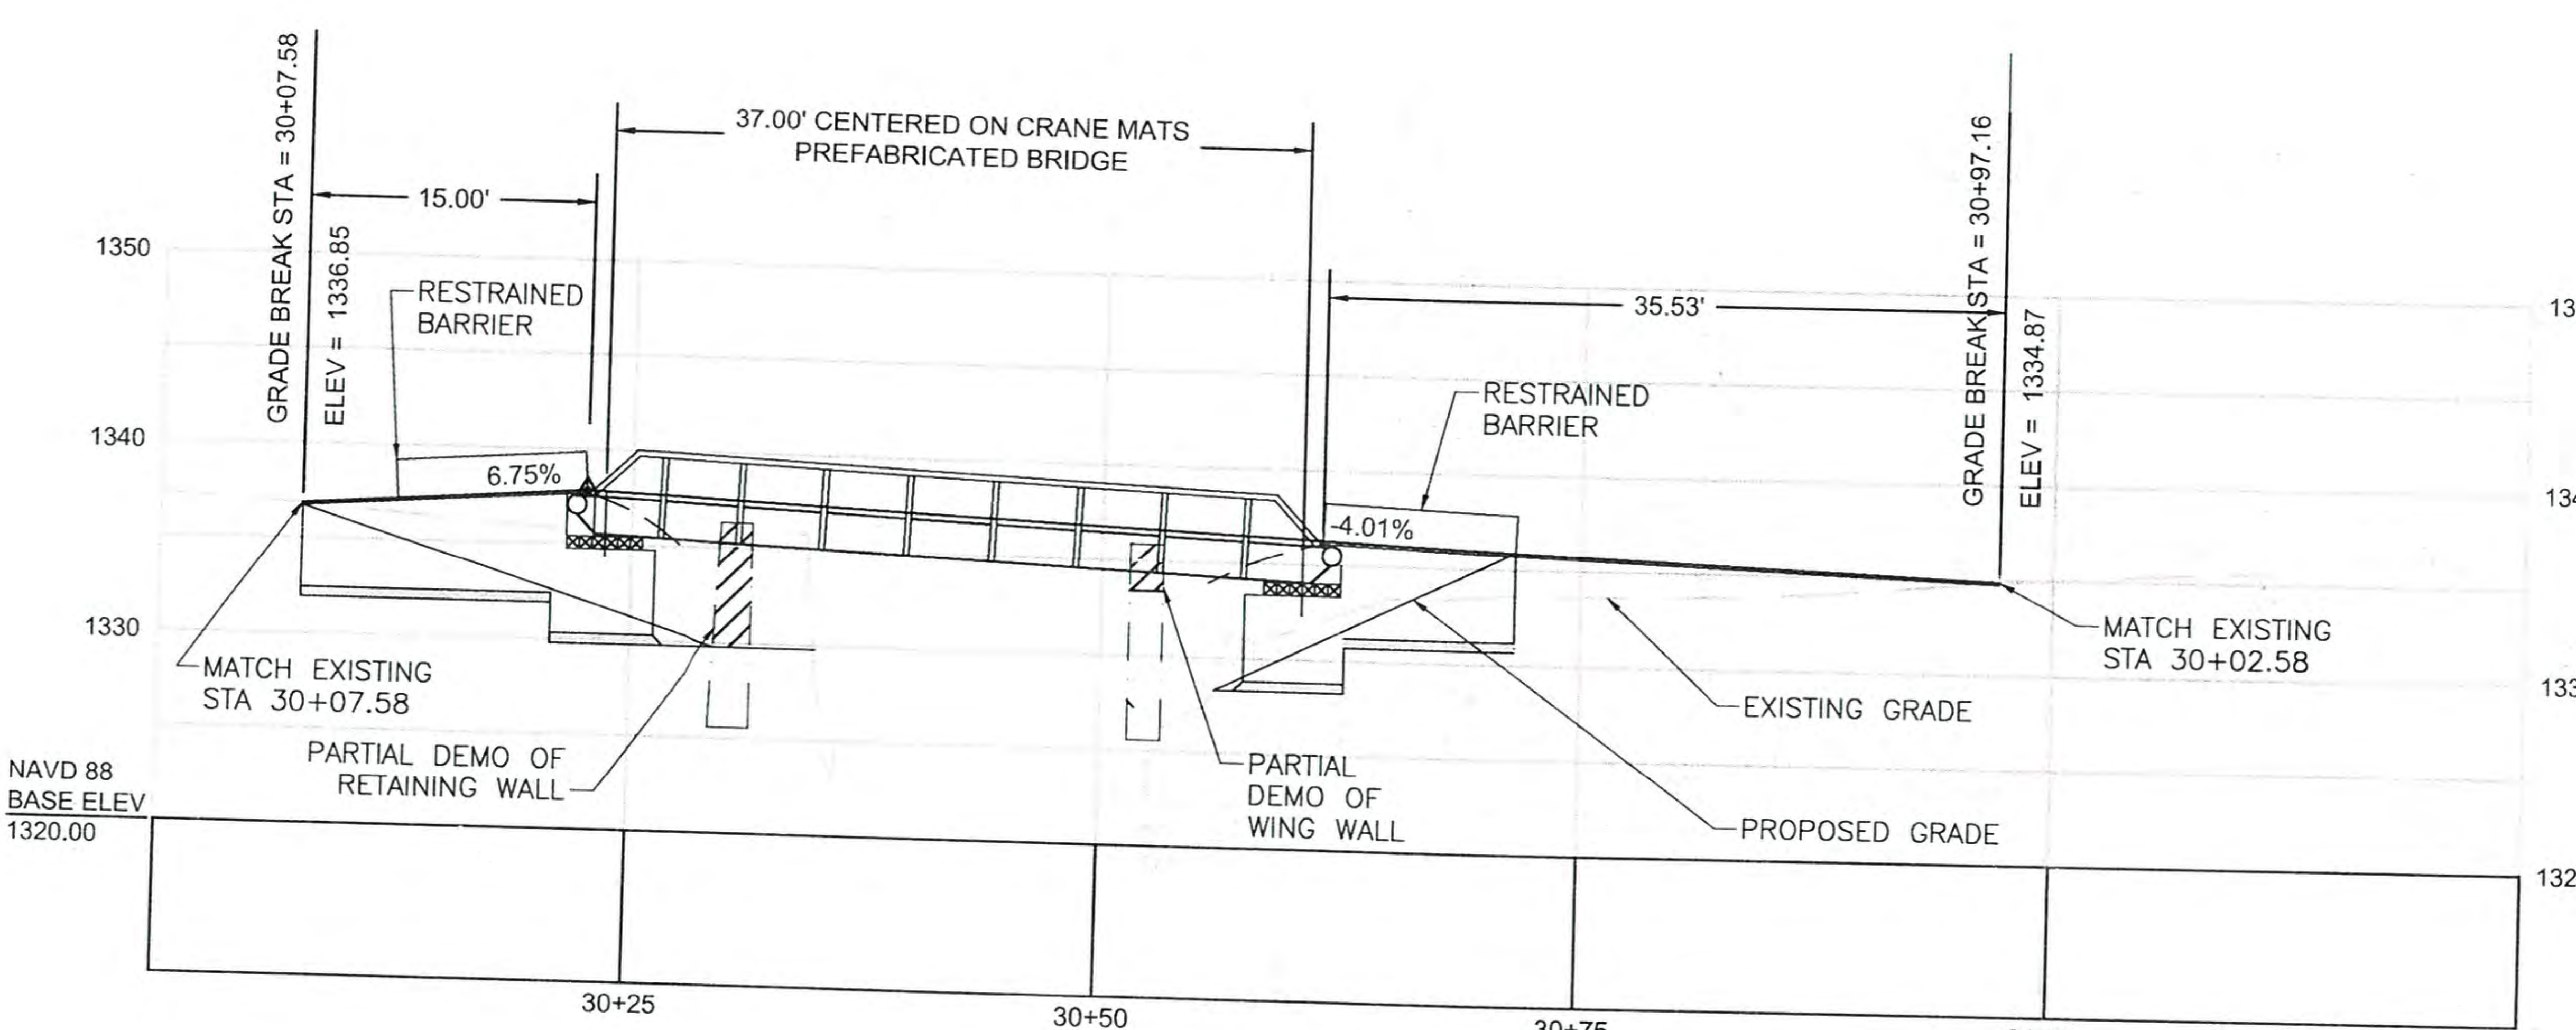 GRADE BREAK STA = 30+07.58
ELEV = 1336.85
37.00' CENTERED ON CRANE MATS
PREFABRICATED BRIDGE
15.00'
GRADE BREAK STA = 30+97.16
ELEV = 1334.87
35.53'
1350
RESTRAINED
BARRIER
RESTRAINED
BARRIER
1340
6.75%
-4.01%
1330
MATCH EXISTING
STA 30+07.58
MATCH EXISTING
STA 30+02.58
EXISTING GRADE
PARTIAL DEMO OF
RETAINING WALL
PARTIAL
DEMO OF
WING WALL
PROPOSED GRADE
NAVD 88
BASE ELEV
1320.00
30+25
30+50
30+75